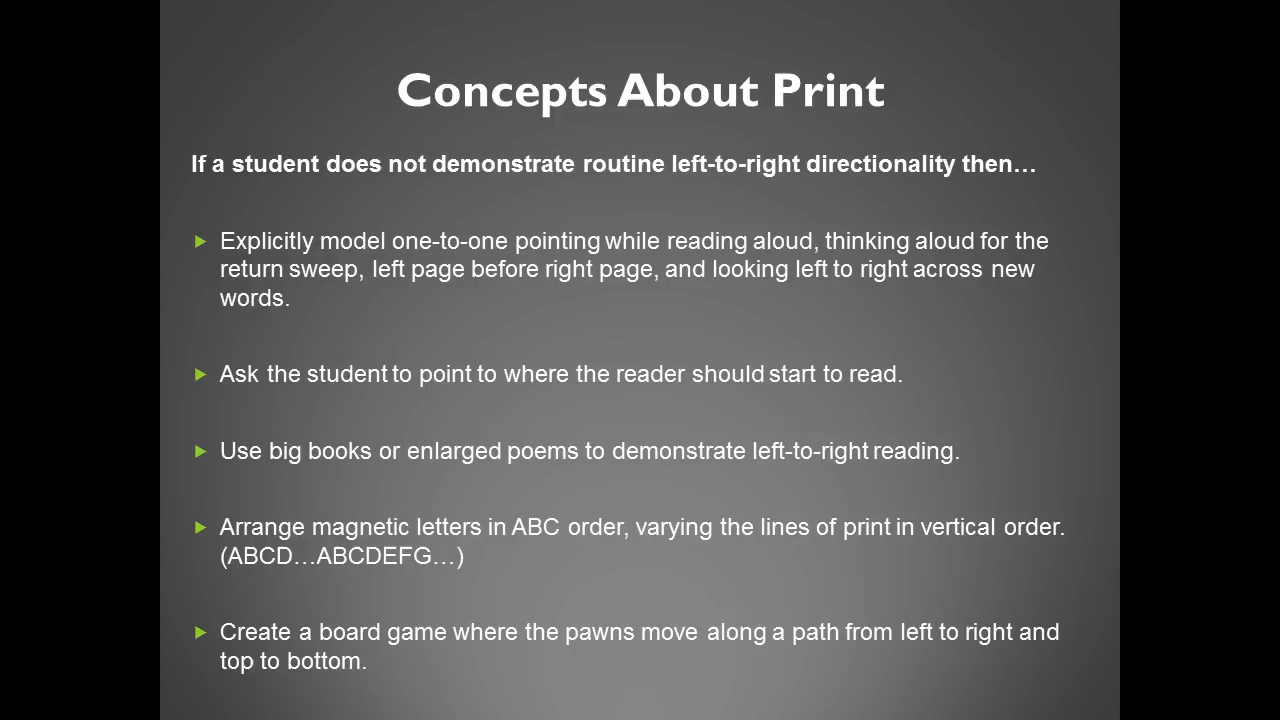 Concepts About Print
If a student does not demonstrate routine left-to-right directionality then…
Explicitly model one-to-one pointing while reading aloud, thinking aloud for the
return sweep, left page before right page, and looking left to right across new
words.
Ask the student to point to where the reader should start to read.
Use big books or enlarged poems to demonstrate left-to-right reading.
Arrange magnetic letters in ABC order, varying the lines of print in vertical order.
(ABCD…ABCDEFG…)
Create a board game where the pawns move along a path from left to right and
top to bottom.